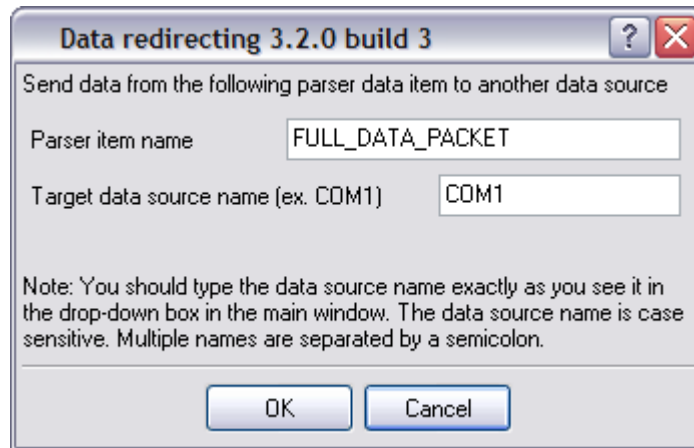 Data redirecting 3.2.0 build 3
Send data from the following parser data item to another data source
Parser item name
FULL_DATA_PACKET
Target data source name (ex. COM1)
COM1
Note: You should type the data source name exactly as you see it in
the drop-down box in the main window. The data source name is case
sensitive. Multiple names are separated by a semicolon.
OK
Cancel